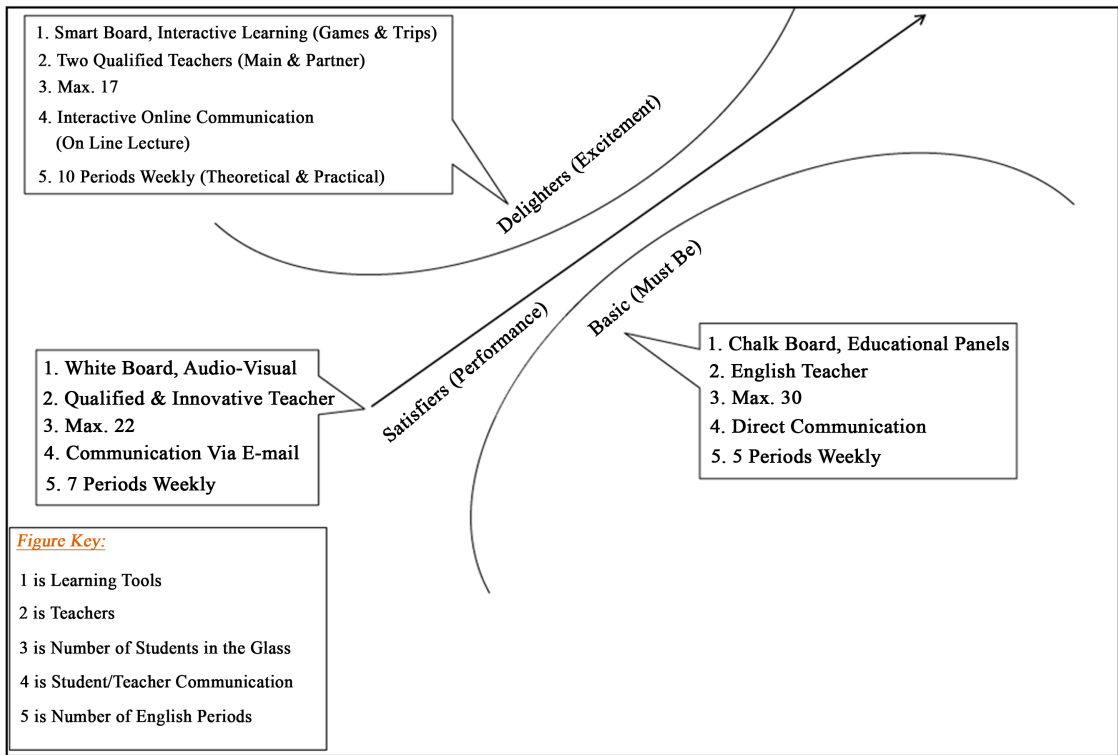 1. Smart Board, Interactive Learning (Games & Trips)
2. Two Qualified Teachers (Main & Partner)
3. Max. 17
4. Interactive Online Communication
(On Line Lecture)
5. 10 Periods Weekly (Theoretical & Practical)
Delighters (Excitement)
Satisfiers (Performance)
Basic (Must Be)
1. White Board, Audio-Visual
2. Qualified & Innovative Teacher
3. Max. 22
4. Communication Via E-mail
5. 7 Periods Weekly
1. Chalk Board, Educational Panels
2. English Teacher
3. Max. 30
4. Direct Communication
5. 5 Periods Weekly
Figure Key:
1 is Learning Tools
2 is Teachers
3 is Number of Students in the Glass
4 is Student/Teacher Communication
5 is Number of English Periods